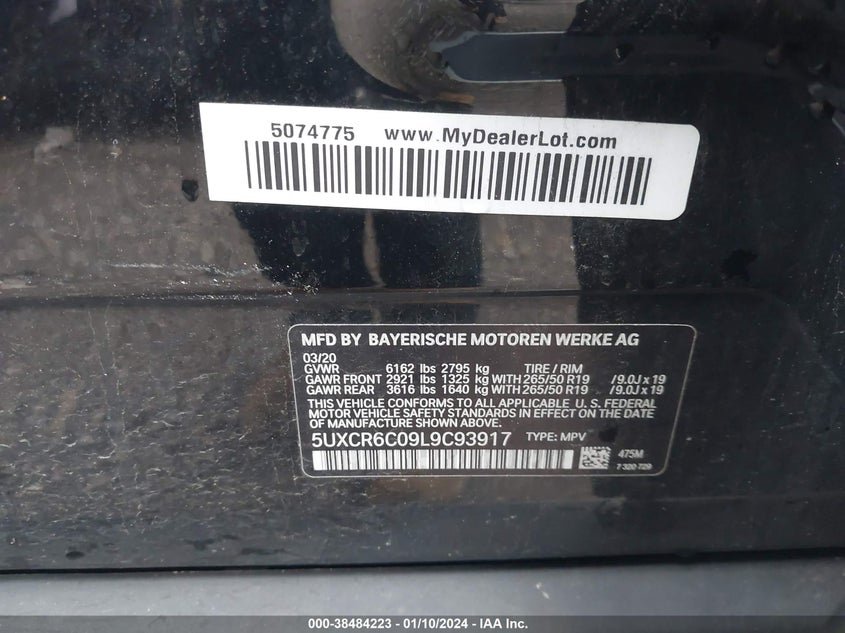 5074775 www.MyDealerLot.com
MFD BY BAYERISCHE MOTOREN WERKE AG
03/20
GVWR 6162 lbs 2795 kg TIRE / RIM
GAWR FRONT 2921 lbs 1325 kg WITH 265/50 R19 /9.0J x 19
GAWR REAR 3616 lbs 1640 kg WITH 265/50 R19 /9.0J x 19
THIS VEHICLE CONFORMS TO ALL APPLICABLE U. S. FEDERAL
MOTOR VEHICLE SAFETY STANDARDS IN EFFECT ON THE DATE
OF MANUFACTURE SHOWN ABOVE.
5UXCR6C09L9C93917 TYPE: MPV
475M
7 320 729
000-38484223 - 01/10/2024 - IAA Inc.